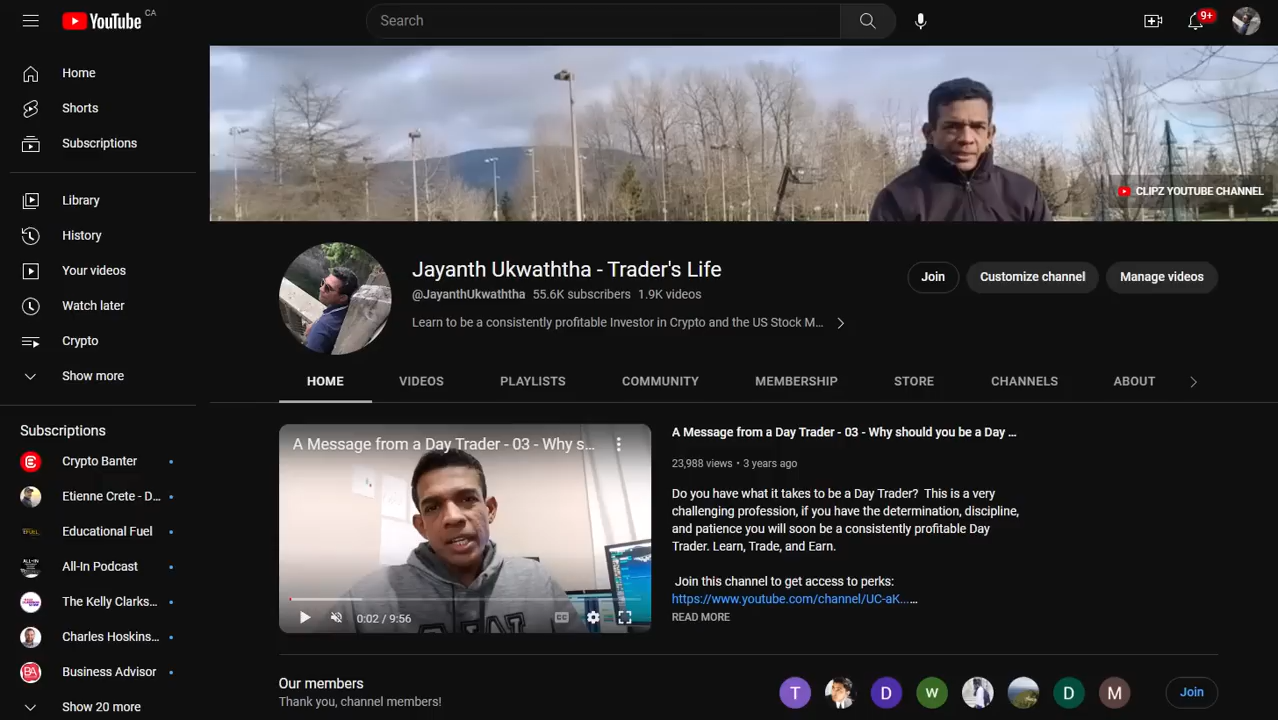 YouTube CA
Search
9+
Home
Shorts
Subscriptions
Library
History
Your videos
Watch later
Crypto
Show more
Subscriptions
Crypto Banter
Etienne Crete - D...
Educational Fuel
All-In Podcast
The Kelly Clarks...
Charles Hoskins...
Business Advisor
Show 20 more
CLIPZ YOUTUBE CHANNEL
Jayanth Ukwaththa - Trader's Life
@JayanthUkwaththa 55.6K subscribers 1.9K videos
Learn to be a consistently profitable Investor in Crypto and the US Stock M...
Join
Customize channel
Manage videos
HOME VIDEOS PLAYLISTS COMMUNITY MEMBERSHIP STORE CHANNELS ABOUT
A Message from a Day Trader - 03 - Why s...
0:02 / 9:56
A Message from a Day Trader - 03 - Why should you be a Day ...
23,988 views • 3 years ago
Do you have what it takes to be a Day Trader? This is a very
challenging profession, if you have the determination, discipline,
and patience you will soon be a consistently profitable Day
Trader. Learn, Trade, and Earn.
Join this channel to get access to perks:
https://www.youtube.com/channel/UC-aK...…
READ MORE
Our members
Thank you, channel members!
T D W D M
Join